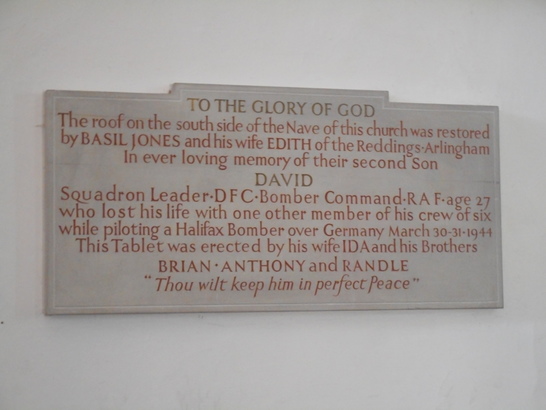 TO THE GLORY OF GOD
The roof on the south side of the Nave of this church was restored
by BASIL JONES and his wife EDITH of the Reddings·Arlingham
In ever loving memory of their second Son
DAVID
Squadron Leader·DFC·Bomber Command·RAF·age 27
who lost his life with one other member of his crew of six
while piloting a Halifax Bomber over Germany March 30-31·1944
This Tablet was erected by his wife IDA and his Brothers
BRIAN·ANTHONY and RANDLE
"Thou wilt keep him in perfect Peace"